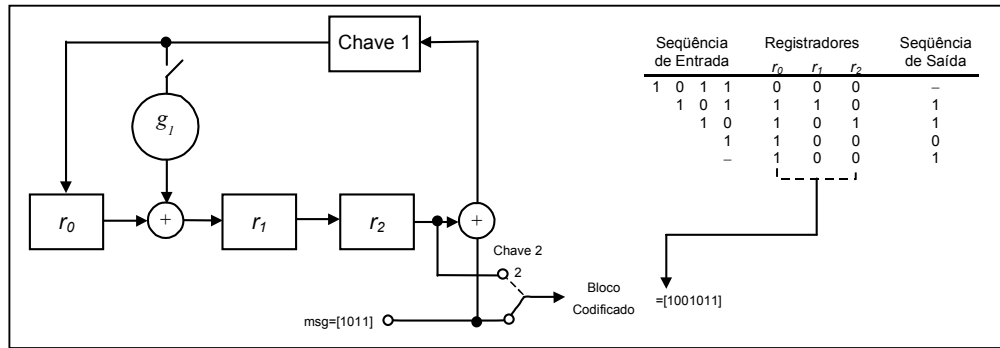 Chave 1
g1
r0
+
r1
r2
+
Chave 2
2
msg=[1011]
Bloco
Codificado
Seqüência
de Entrada
Registradores
r0 r1 r2
Seqüência
de Saída
1 0 1 1 0 0 0 –
1 0 1 1 1 0 1
1 0 1 0 1 1
1 1 0 0 0
– 1 0 0 1
=[1001011]